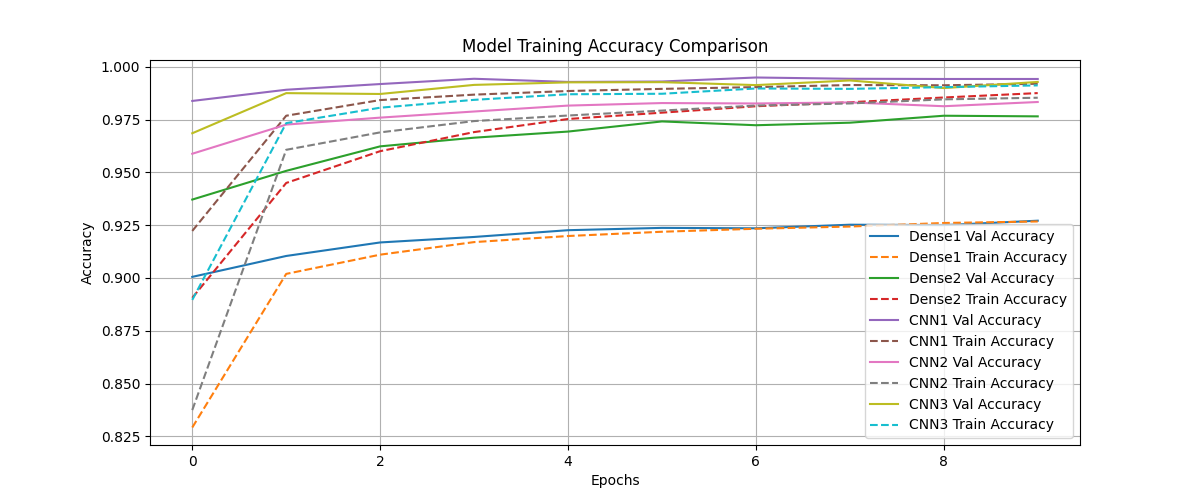 Model Training Accuracy Comparison
1.000
0.975
0.950
0.925
0.900
0.875
0.850
0.825
Accuracy
0 2 4 6 8
Epochs
Dense1 Val Accuracy
Dense1 Train Accuracy
Dense2 Val Accuracy
Dense2 Train Accuracy
CNN1 Val Accuracy
CNN1 Train Accuracy
CNN2 Val Accuracy
CNN2 Train Accuracy
CNN3 Val Accuracy
CNN3 Train Accuracy